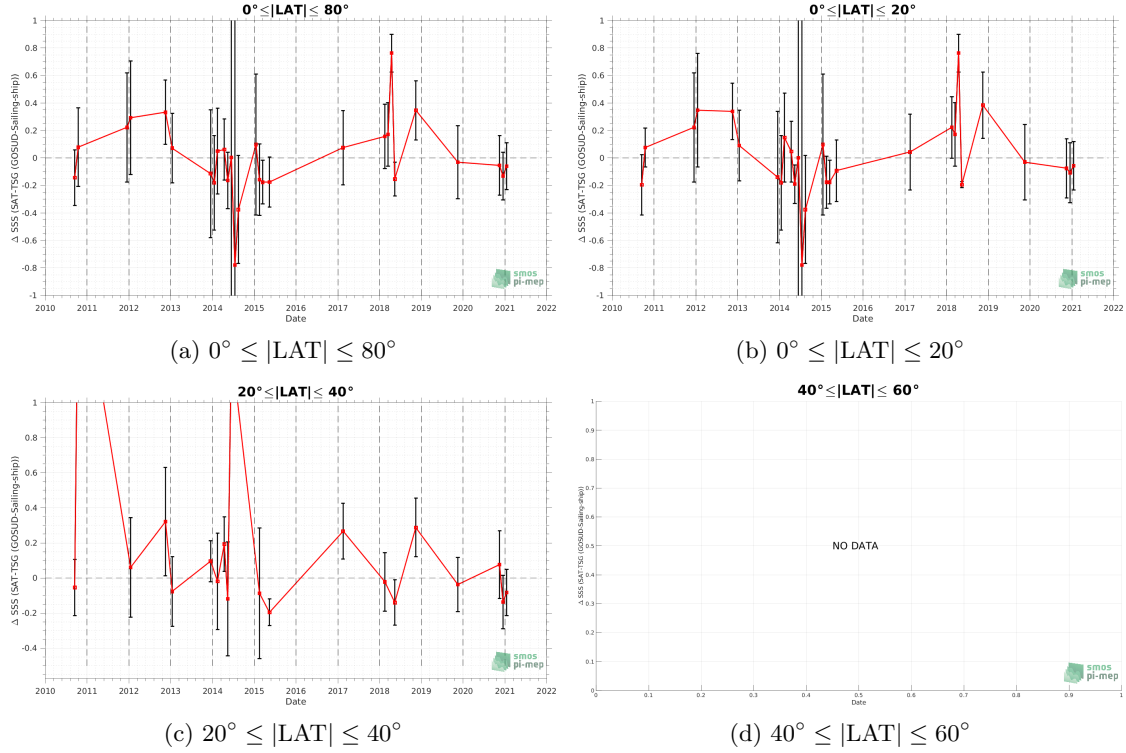 0°≤|LAT|≤ 80°
Δ SSS (SAT-TSG (GOSUD-Sailing-ship))
1
0.8
0.6
0.4
0.2
0
-0.2
-0.4
-0.6
-0.8
-1
2010 2011 2012 2013 2014 2015 2016 2017 2018 2019 2020 2021 2022
Date
smos
pi-mep
(a) 0° ≤ |LAT| ≤ 80°
0°≤|LAT|≤ 20°
Δ SSS (SAT-TSG (GOSUD-Sailing-ship))
1
0.8
0.6
0.4
0.2
0
-0.2
-0.4
-0.6
-0.8
-1
2010 2011 2012 2013 2014 2015 2016 2017 2018 2019 2020 2021 2022
Date
smos
pi-mep
(b) 0° ≤ |LAT| ≤ 20°
20°≤|LAT|≤ 40°
Δ SSS (SAT-TSG (GOSUD-Sailing-ship))
1
0.8
0.6
0.4
0.2
0
-0.2
-0.4
2010 2011 2012 2013 2014 2015 2016 2017 2018 2019 2020 2021 2022
Date
smos
pi-mep
(c) 20° ≤ |LAT| ≤ 40°
40°≤|LAT|≤ 60°
Δ SSS (SAT-TSG (GOSUD-Sailing-ship))
1
0.9
0.8
0.7
0.6
0.5
0.4
0.3
0.2
0.1
0
NO DATA
0 0.1 0.2 0.3 0.4 0.5 0.6 0.7 0.8 0.9 1
Date
smos
pi-mep
(d) 40° ≤ |LAT| ≤ 60°